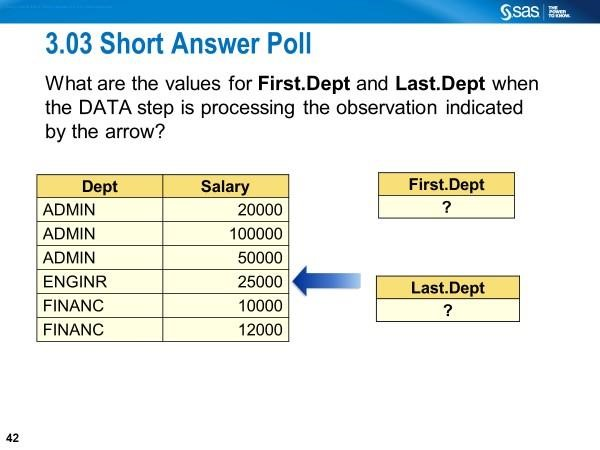 sas
THE
POWER
TO KNOW.
3.03 Short Answer Poll
What are the values for First.Dept and Last.Dept when
the DATA step is processing the observation indicated
by the arrow?
Dept Salary
ADMIN 20000
ADMIN 100000
ADMIN 50000
ENGINR 25000
FINANC 10000
FINANC 12000
First.Dept
?
Last.Dept
?
42